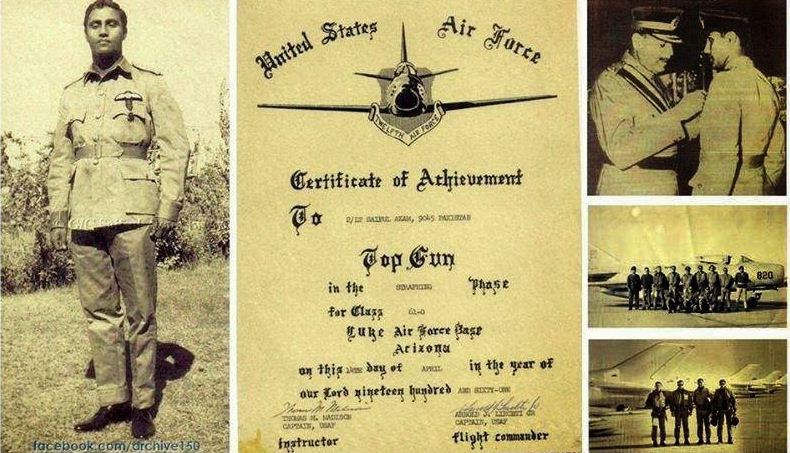 United States Air Force
TWELFTH AIR FORCE
Certificate of Achievement
To 2/LT SAIFUL AZAM, 9045 PAKISTAN
Top Gun
in the STRAFING Phase
for Class 61-D
Luke Air Force Base
Arizona
on this 14TH day of APRIL in the year of
our Lord nineteen hundred AND SIXTY-ONE
THOMAS M. MADISON
CAPTAIN, USAF
Instructor
ARNOLD J.
CAPTAIN, USAF
flight commander
820
facebook.com/archive150